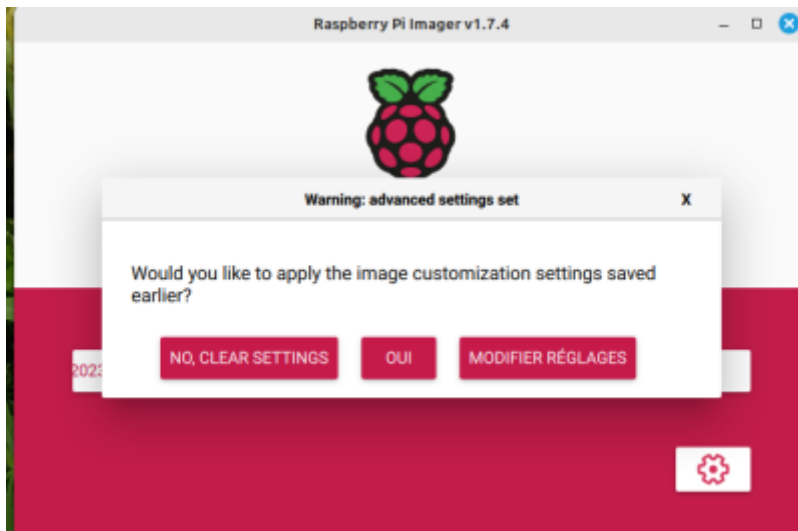 Raspberry Pi Imager v1.7.4
Warning: advanced settings set X
Would you like to apply the image customization settings saved
earlier?
NO, CLEAR SETTINGS OUI MODIFIER RÉGLAGES
2023